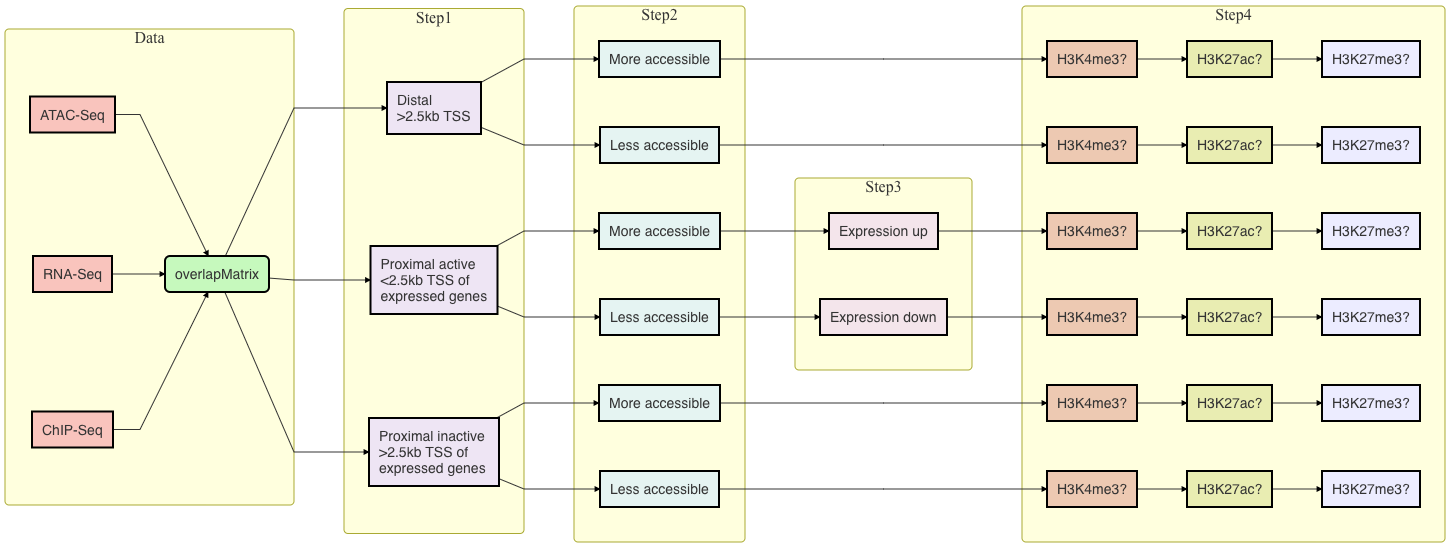 Data
ATAC-Seq
RNA-Seq
ChIP-Seq
overlapMatrix
Step1
Distal
>2.5kb TSS
Proximal active
<2.5kb TSS of
expressed genes
Proximal inactive
>2.5kb TSS of
expressed genes
Step2
More accessible
Less accessible
More accessible
Less accessible
More accessible
Less accessible
Step3
Expression up
Expression down
Step4
H3K4me3? H3K27ac? H3K27me3?
H3K4me3? H3K27ac? H3K27me3?
H3K4me3? H3K27ac? H3K27me3?
H3K4me3? H3K27ac? H3K27me3?
H3K4me3? H3K27ac? H3K27me3?
H3K4me3? H3K27ac? H3K27me3?